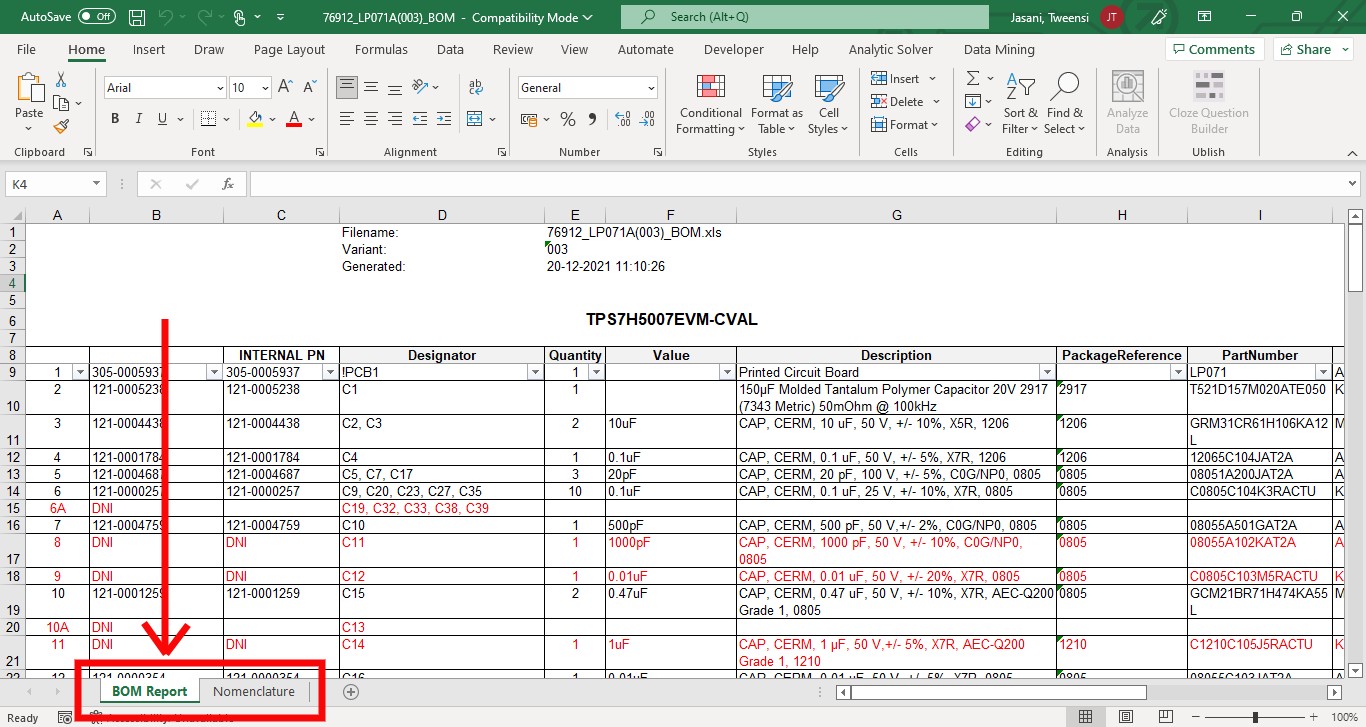 AutoSave Off 76912_LP071A(003)_BOM - Compatibility Mode Search (Alt+Q) Jasani, Tweensi JT
File Home Insert Draw Page Layout Formulas Data Review View Automate Developer Help Analytic Solver Data Mining Comments Share
Paste Arial 10 General Conditional Formatting Format as Table Cell Styles Insert Delete Format Sort & Filter Find & Select Analyze Data Cloze Question Builder
Clipboard Font Alignment Number Styles Cells Editing Analysis Ublish
K4 fx
A B C D E F G H I
1 Filename: 76912_LP071A(003)_BOM.xls
2 Variant: 003
3 Generated: 20-12-2021 11:10:26
4
5
6 TPS7H5007EVM-CVAL
7
8 INTERNAL PN Designator Quantity Value Description PackageReference PartNumber
9 1 305-0005937 305-0005937 !PCB1 1 Printed Circuit Board LP071 A
2 121-0005238 121-0005238 C1 1 150µF Molded Tantalum Polymer Capacitor 20V 2917 2917 T521D157M020ATE050 K
10 (7343 Metric) 50mOhm @ 100kHz
3 121-0004438 121-0004438 C2, C3 2 10uF CAP, CERM, 10 uF, 50 V, +/- 10%, X5R, 1206 1206 GRM31CR61H106KA12 M
11 L
12 4 121-0001784 121-0001784 C4 1 0.1uF CAP, CERM, 0.1 uF, 50 V, +/- 5%, X7R, 1206 1206 12065C104JAT2A A
13 5 121-0004687 121-0004687 C5, C7, C17 3 20pF CAP, CERM, 20 pF, 100 V, +/- 5%, C0G/NP0, 0805 0805 08051A200JAT2A A
14 6 121-0000257 121-0000257 C9, C20, C23, C27, C35 10 0.1uF CAP, CERM, 0.1 uF, 25 V, +/- 10%, X7R, 0805 0805 C0805C104K3RACTU K
15 6A DNI C19, C32, C33, C38, C39
16 7 121-0004759 121-0004759 C10 1 500pF CAP, CERM, 500 pF, 50 V,+/- 2%, C0G/NP0, 0805 0805 08055A501GAT2A A
8 DNI DNI C11 1 1000pF CAP, CERM, 1000 pF, 50 V, +/- 10%, C0G/NP0, 0805 08055A102KAT2A A
17 0805
18 9 DNI DNI C12 1 0.01uF CAP, CERM, 0.01 uF, 50 V, +/- 20%, X7R, 0805 0805 C0805C103M5RACTU K
10 121-0001259 121-0001259 C15 2 0.47uF CAP, CERM, 0.47 uF, 50 V, +/- 10%, X7R, AEC-Q200 0805 GCM21BR71H474KA55 M
19 Grade 1, 0805 L
20 10A DNI C13
11 DNI DNI C14 1 1uF CAP, CERM, 1 µF, 50 V,+/- 5%, X7R, AEC-Q200 1210 C1210C105J5RACTU K
21 Grade 1, 1210
22 12 121-0000354 121-0000354 C16 1 0.01uF
BOM Report Nomenclature
Ready 100%